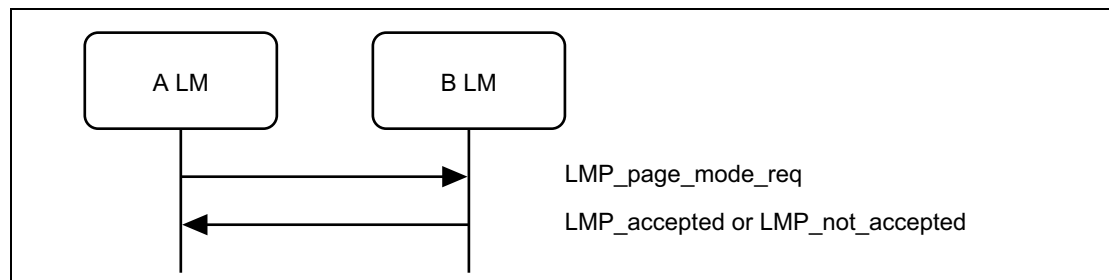 A LM
B LM
LMP_page_mode_req
LMP_accepted or LMP_not_accepted